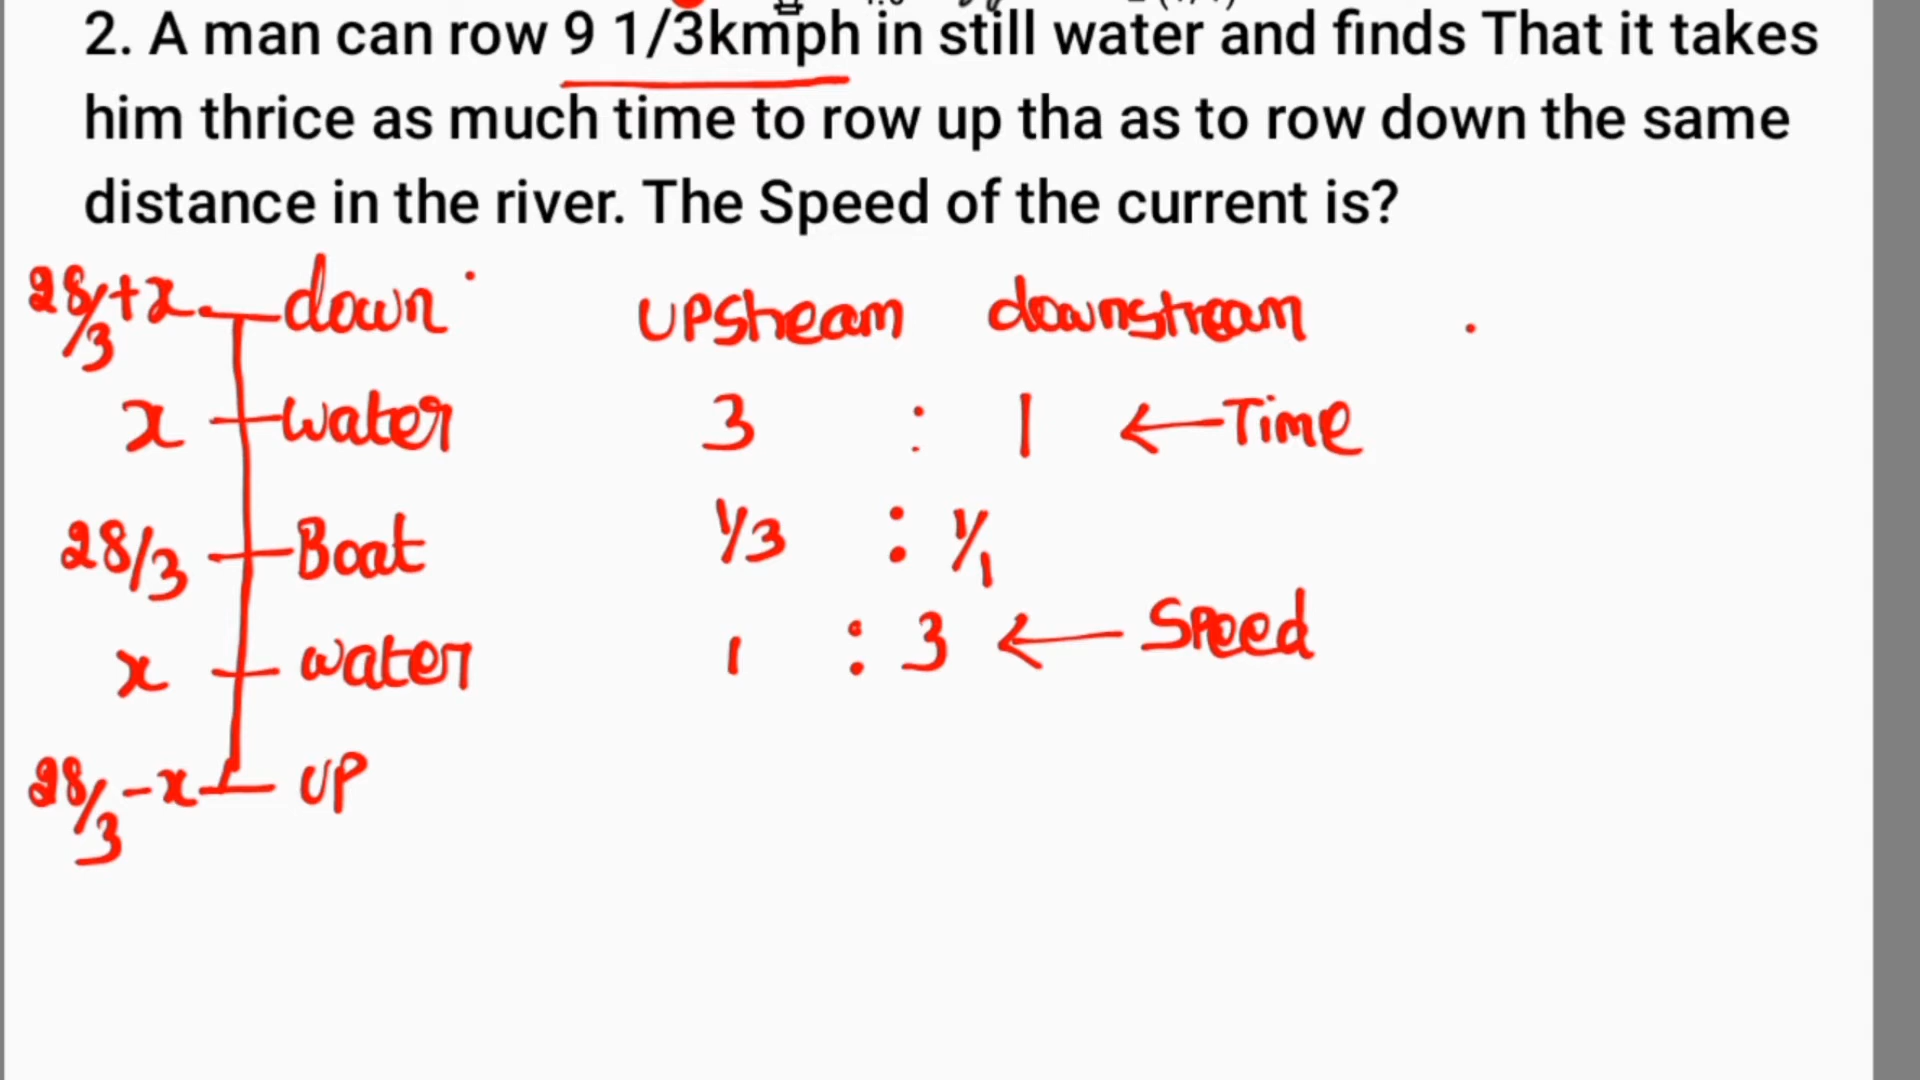 2. A man can row 9 1/3kmph in still water and finds That it takes
him thrice as much time to row up tha as to row down the same
distance in the river. The Speed of the current is?
28/3+x down upstream downstream
x water 3 : 1 ← Time
28/3 Boat 1/3 : 1/1
x water 1 : 3 ← Speed
28/3-x up